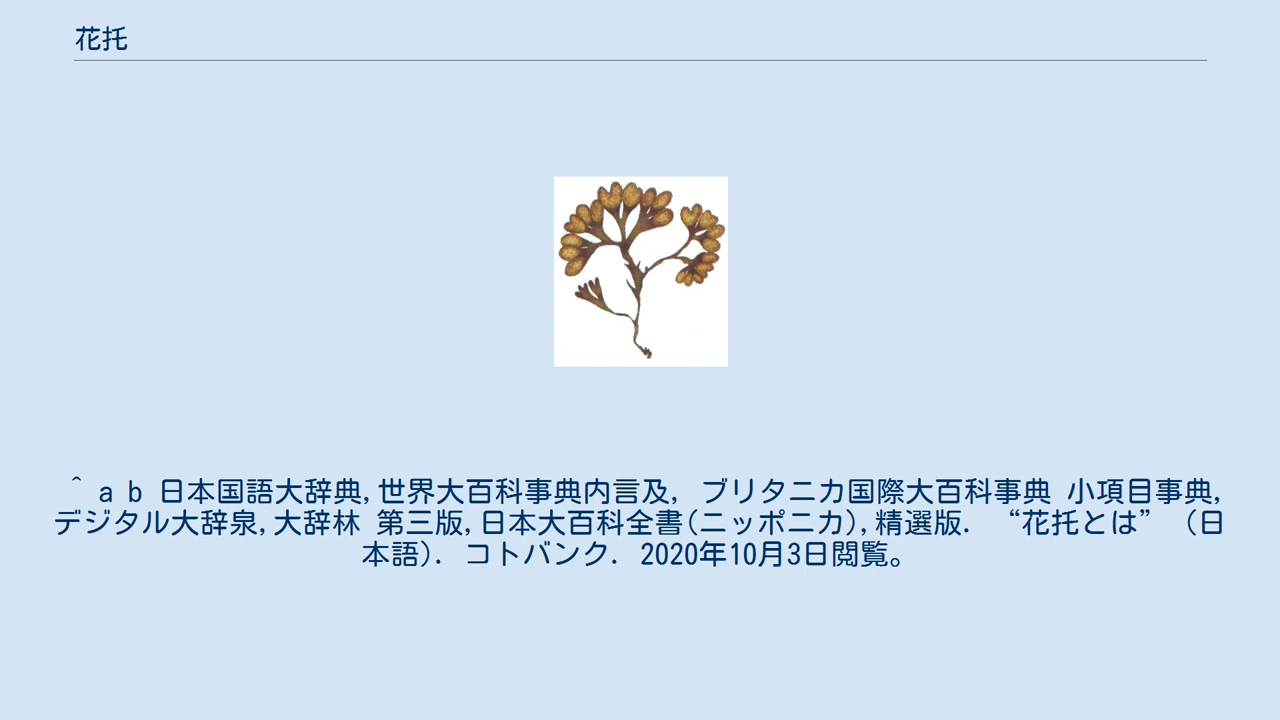 花托
^ a b 日本国語大辞典,世界大百科事典内言及, ブリタニカ国際大百科事典 小項目事典,
デジタル大辞泉,大辞林 第三版,日本大百科全書(ニッポニカ),精選版. “花托とは” (日
本語). コトバンク. 2020年10月3日閲覧。